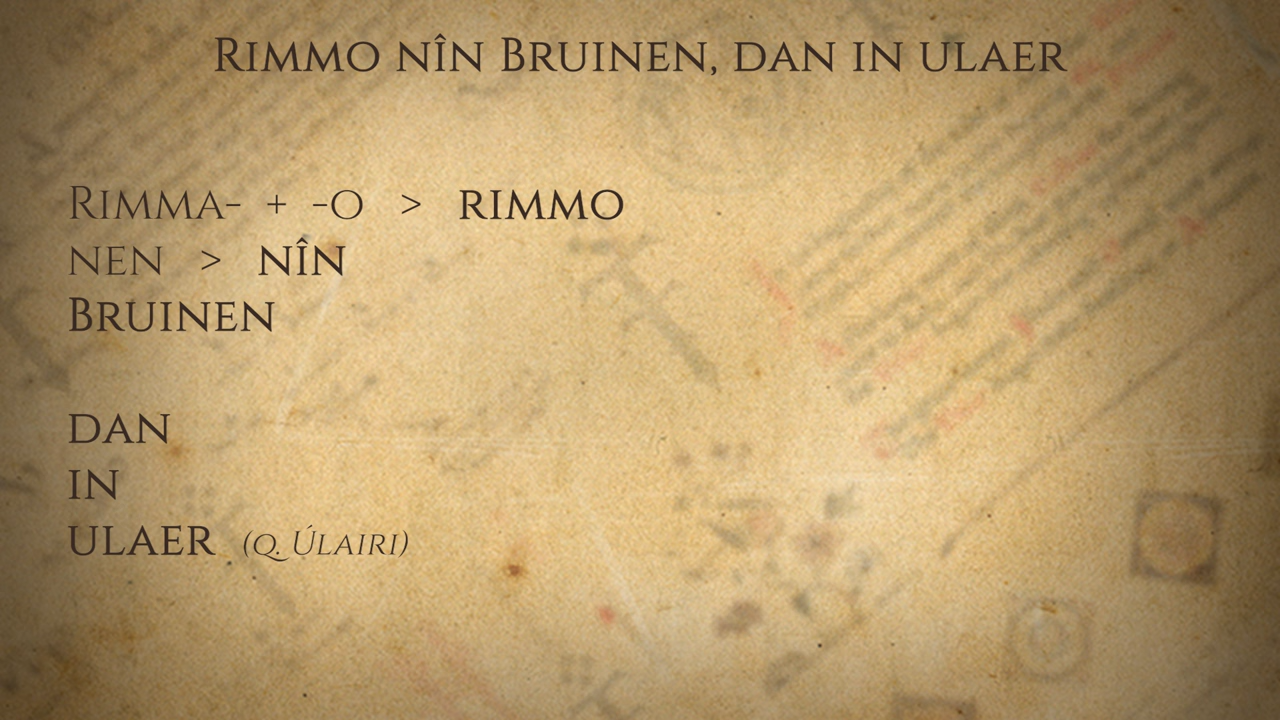 Rimmo nîn Bruinen, dan in ulaer
Rimma- + -o > rimmo
nen > nîn
Bruinen
dan
in
ulaer (Q. Úlairi)